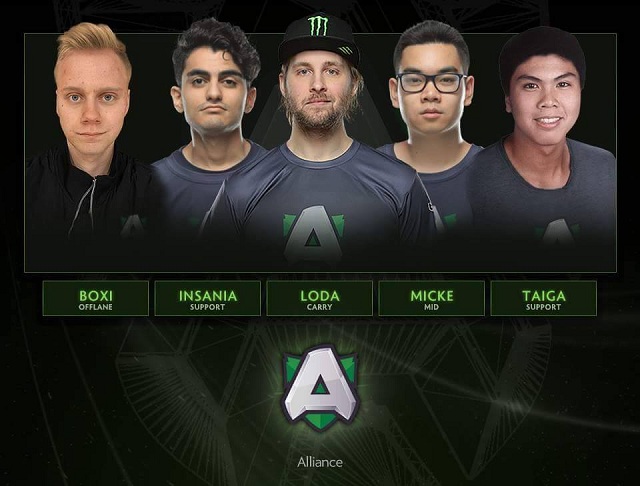 BOXI
OFFLANE
INSANIA
SUPPORT
LODA
CARRY
MICKE
MID
TAIGA
SUPPORT
A
Alliance